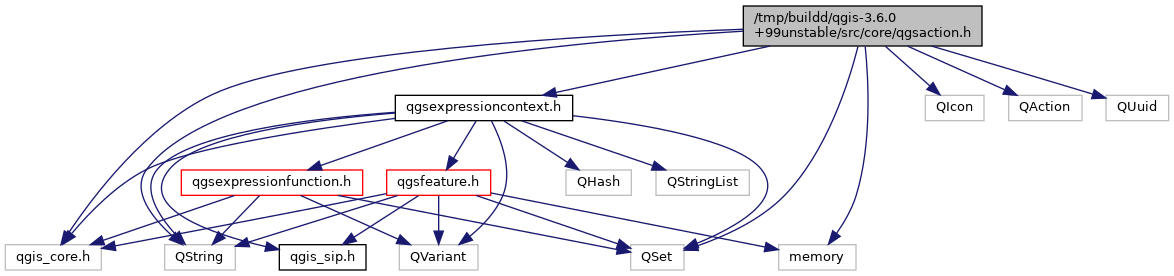 /tmp/buildd/qgis-3.6.0
+99unstable/src/core/qgsaction.h
qgsexpressioncontext.h
QIcon
QAction
QUuid
qgsexpressionfunction.h
qgsfeature.h
QHash
QStringList
qgis_core.h
QString
qgis_sip.h
QVariant
QSet
memory